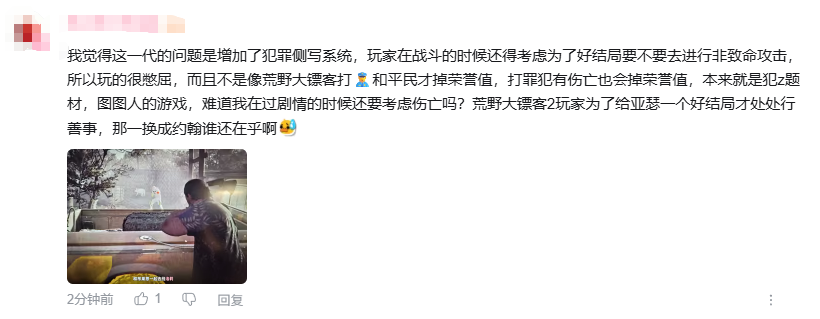 我觉得这一代的问题是增加了犯罪侧写系统，玩家在战斗的时候还得考虑为了好结局要不要去进行非致命攻击，
所以玩的很憋屈，而且不是像荒野大镖客打👮和平民才掉荣誉值，打罪犯有伤亡也会掉荣誉值，本来就是犯z题
材，图图人的游戏，难道我在过剧情的时候还要考虑伤亡吗？荒野大镖客2玩家为了给亚瑟一个好结局才处处行
善事，那一换成约翰谁还在乎啊
2分钟前 1 回复